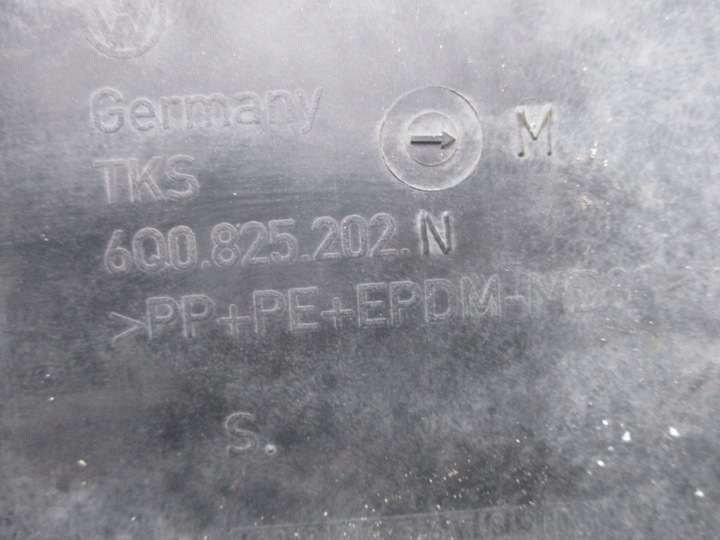 Germany
M
TKS
6Q0.825.202.N
>PP+PE+EPDM-
S.